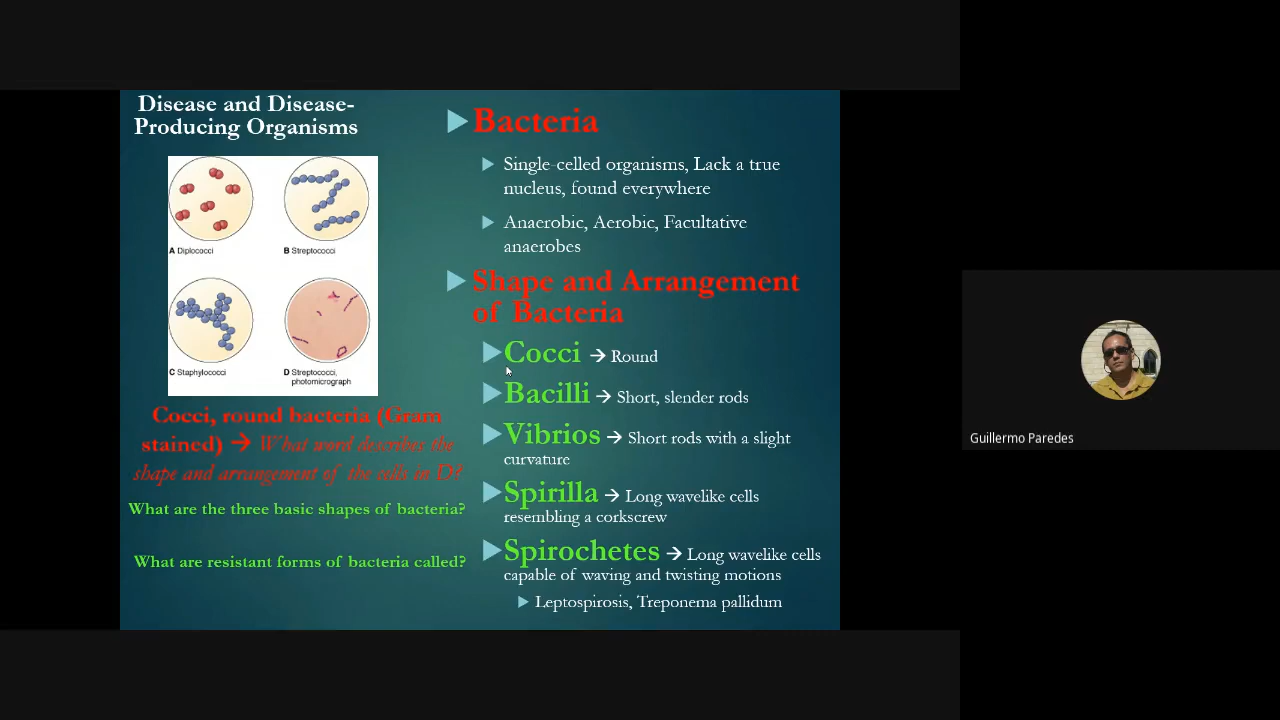 Disease and Disease-
Producing Organisms
A Diplococci
B Streptococci
C Staphylococci
D Streptococci,
photomicrograph
Cocci, round bacteria (Gram
stained) → What word describes the
shape and arrangement of the cells in D?
What are the three basic shapes of bacteria?
What are resistant forms of bacteria called?
Bacteria
Single-celled organisms, Lack a true
nucleus, found everywhere
Anaerobic, Aerobic, Facultative
anaerobes
Shape and Arrangement
of Bacteria
Cocci → Round
Bacilli → Short, slender rods
Vibrios → Short rods with a slight
curvature
Spirilla → Long wavelike cells
resembling a corkscrew
Spirochetes → Long wavelike cells
capable of waving and twisting motions
Leptospirosis, Treponema pallidum
Guillermo Paredes